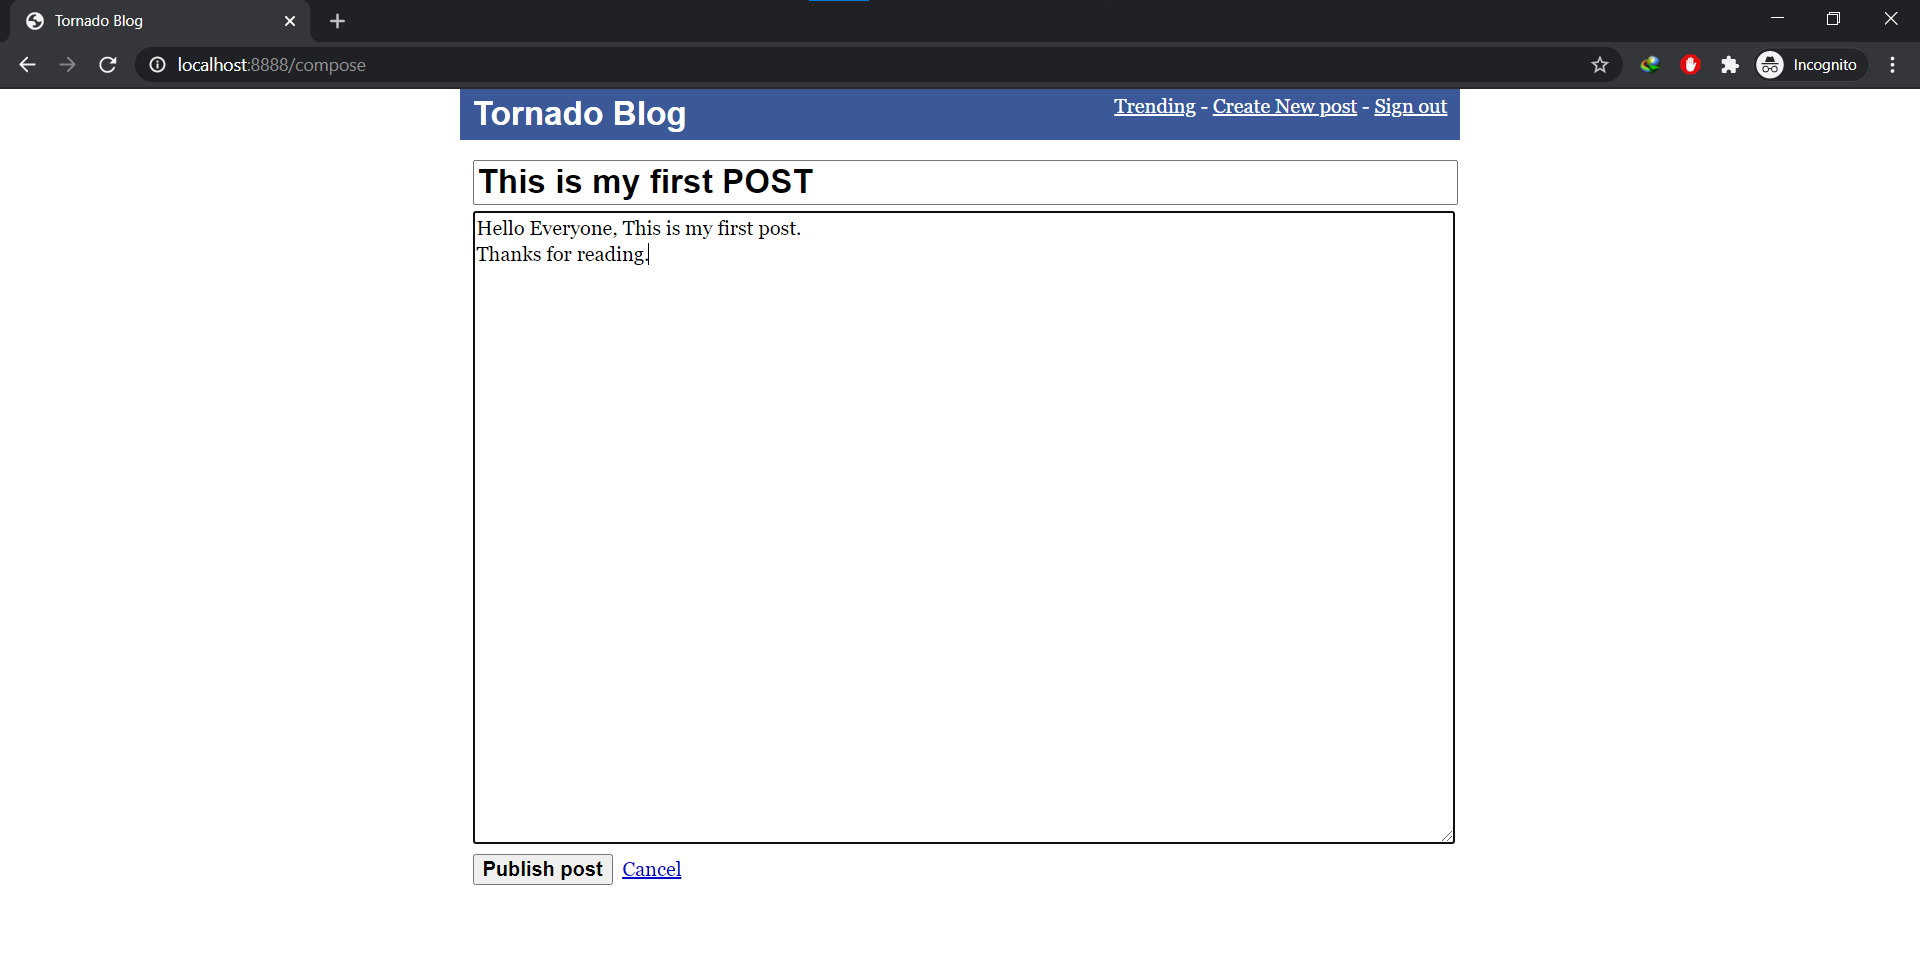 Tornado Blog
localhost:8888/compose
Incognito
Tornado Blog
Trending - Create New post - Sign out
This is my first POST
Hello Everyone, This is my first post.
Thanks for reading.
Publish post Cancel